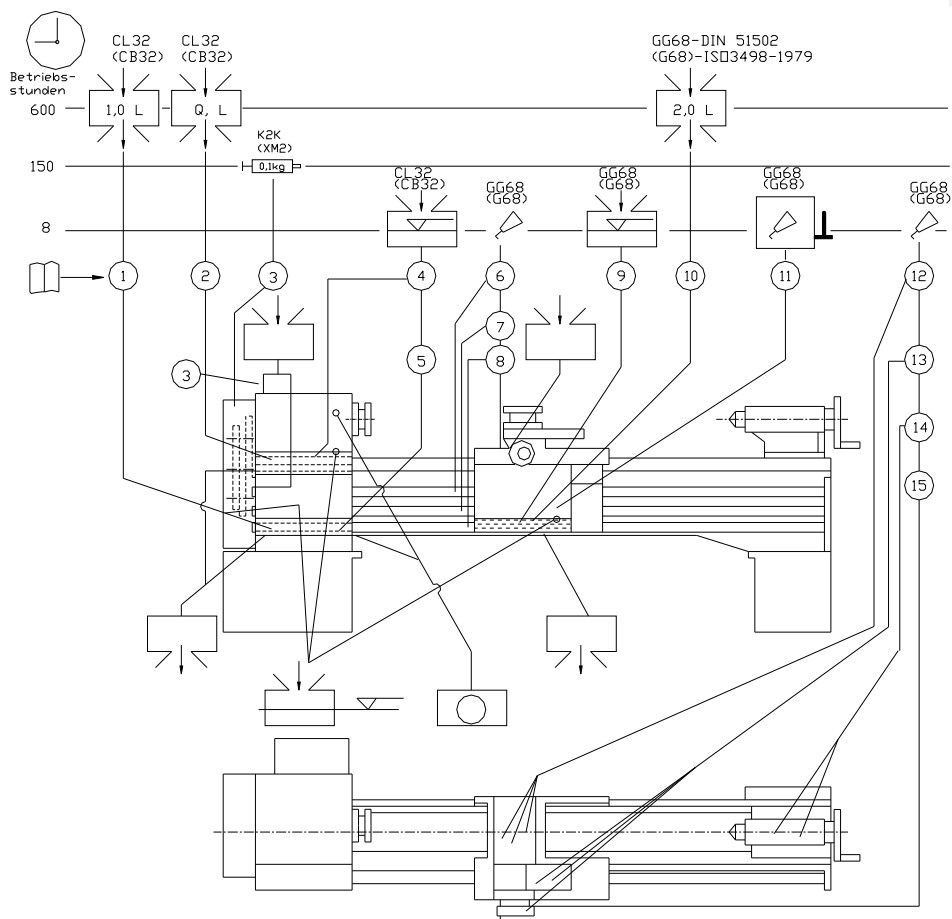 CL32
(CB32)
CL32
(CB32)
GG68-DIN 51502
(G68)-ISO3498-1979
Betriebs-
stunden
600
1,0 L
Q, L
2,0 L
K2K
(XM2)
150
0,1kg
CL32
(CB32)
GG68
(G68)
GG68
(G68)
GG68
(G68)
GG68
(G68)
8
1
2
3
4
6
9
10
11
12
7
5
8
13
3
14
15